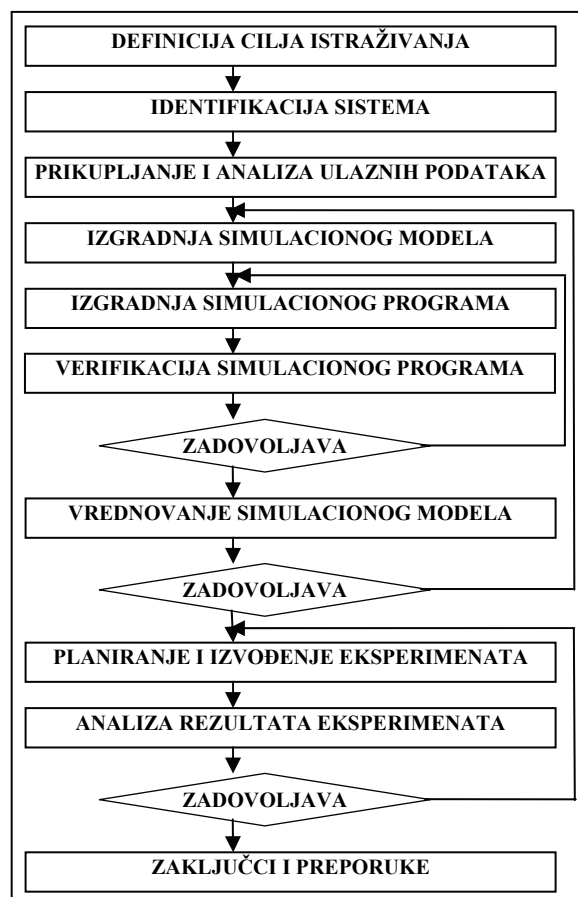 DEFINICIJA CILJA ISTRAŽIVANJA
IDENTIFIKACIJA SISTEMA
PRIKUPLJANJE I ANALIZA ULAZNIH PODATAKA
IZGRADNJA SIMULACIONOG MODELA
IZGRADNJA SIMULACIONOG PROGRAMA
VERIFIKACIJA SIMULACIONOG PROGRAMA
ZADOVOLJAVA
VREDNOVANJE SIMULACIONOG MODELA
ZADOVOLJAVA
PLANIRANJE I IZVOĐENJE EKSPERIMENATA
ANALIZA REZULTATA EKSPERIMENATA
ZADOVOLJAVA
ZAKLJUČCI I PREPORUKE